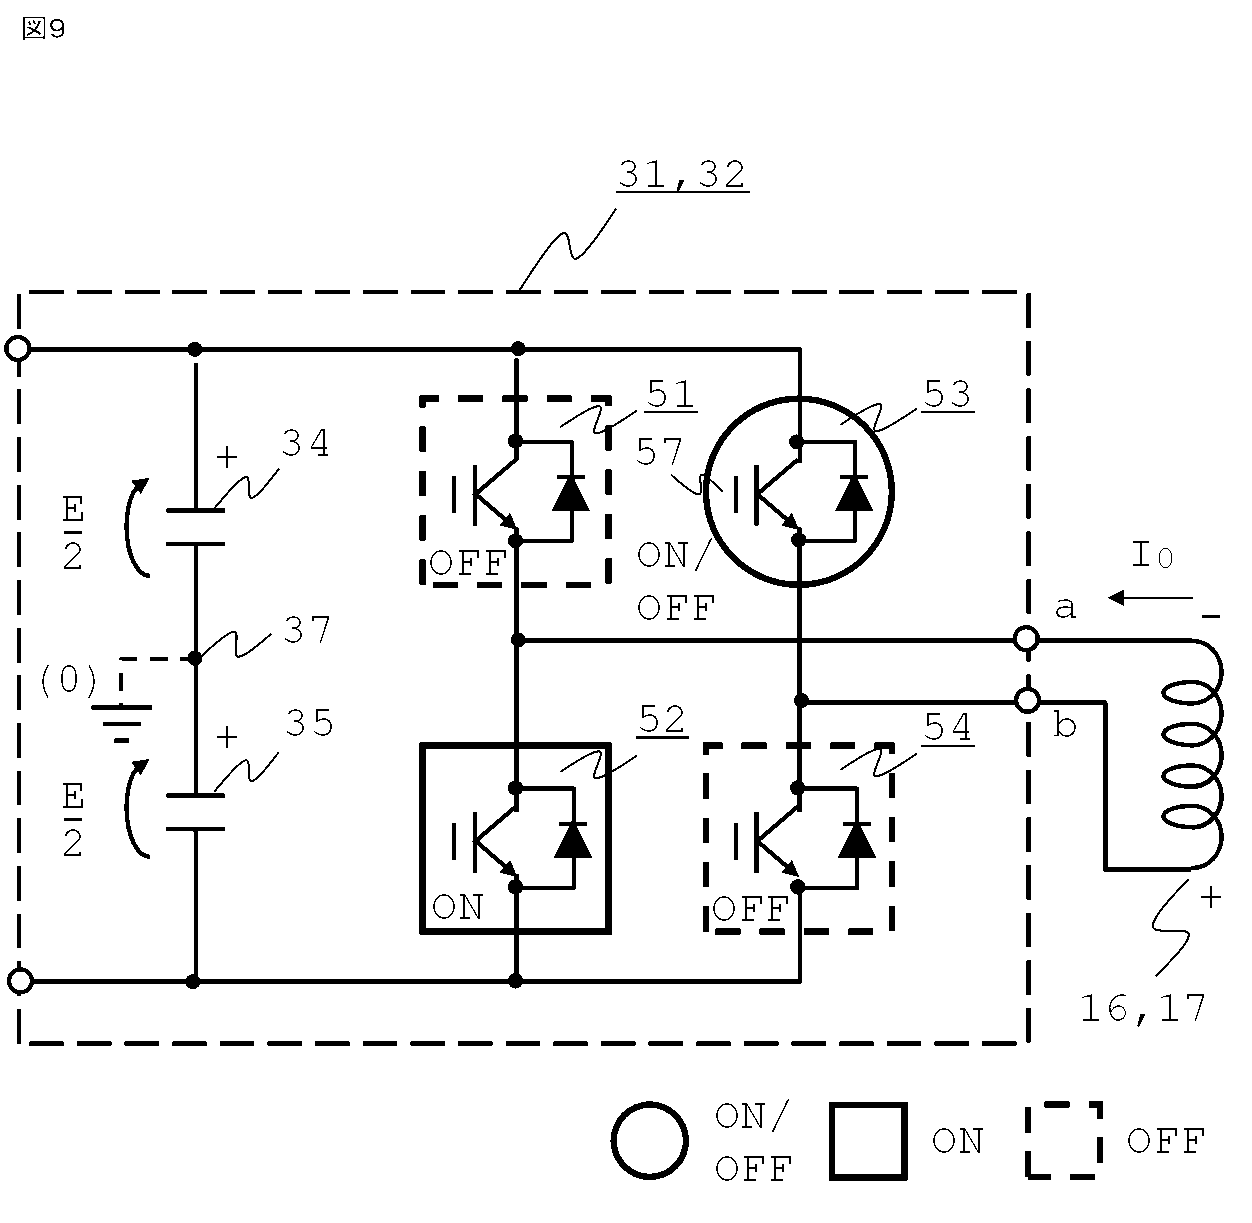 図9
31,32
51
53
+ 34
57
E
2
OFF
ON/
OFF
I0
a
-
37
(0)
+ 35
52
54
b
E
2
ON
OFF
+
16,17
ON/
OFF
ON
OFF